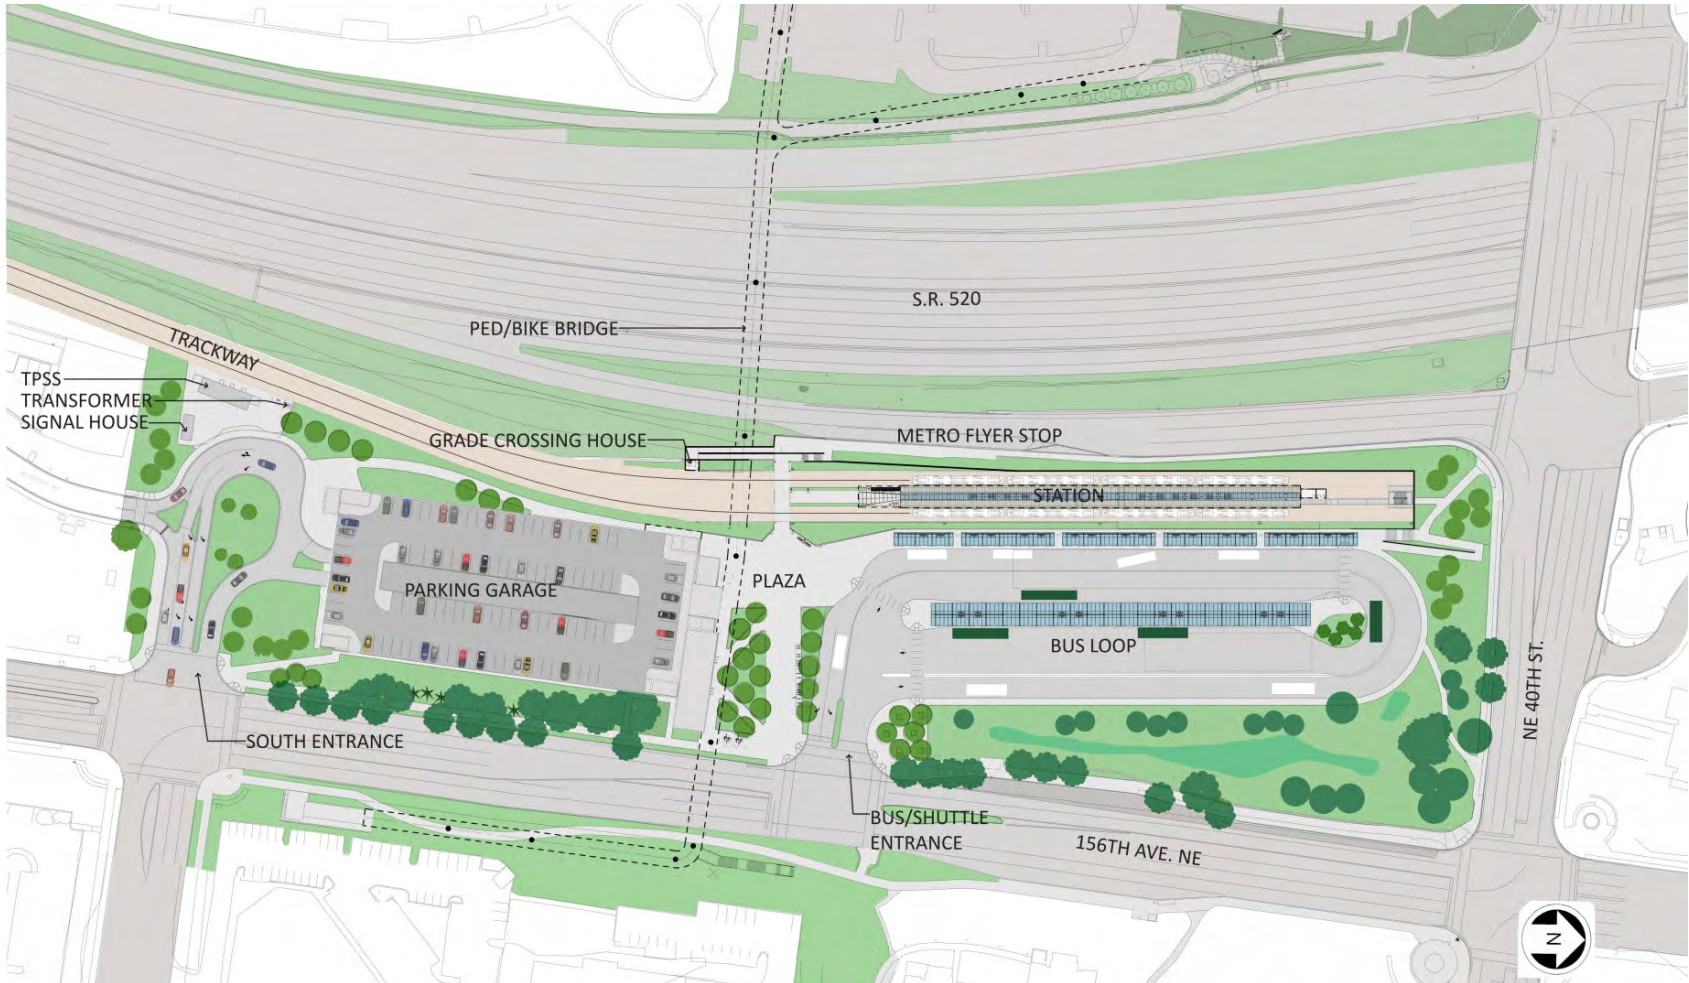 S.R. 520
PED/BIKE BRIDGE
TRACKWAY
TPSS
TRANSFORMER
SIGNAL HOUSE
GRADE CROSSING HOUSE
METRO FLYER STOP
STATION
PLAZA
PARKING GARAGE
BUS LOOP
NE 40TH ST.
SOUTH ENTRANCE
BUS/SHUTTLE
ENTRANCE
156TH AVE. NE
N